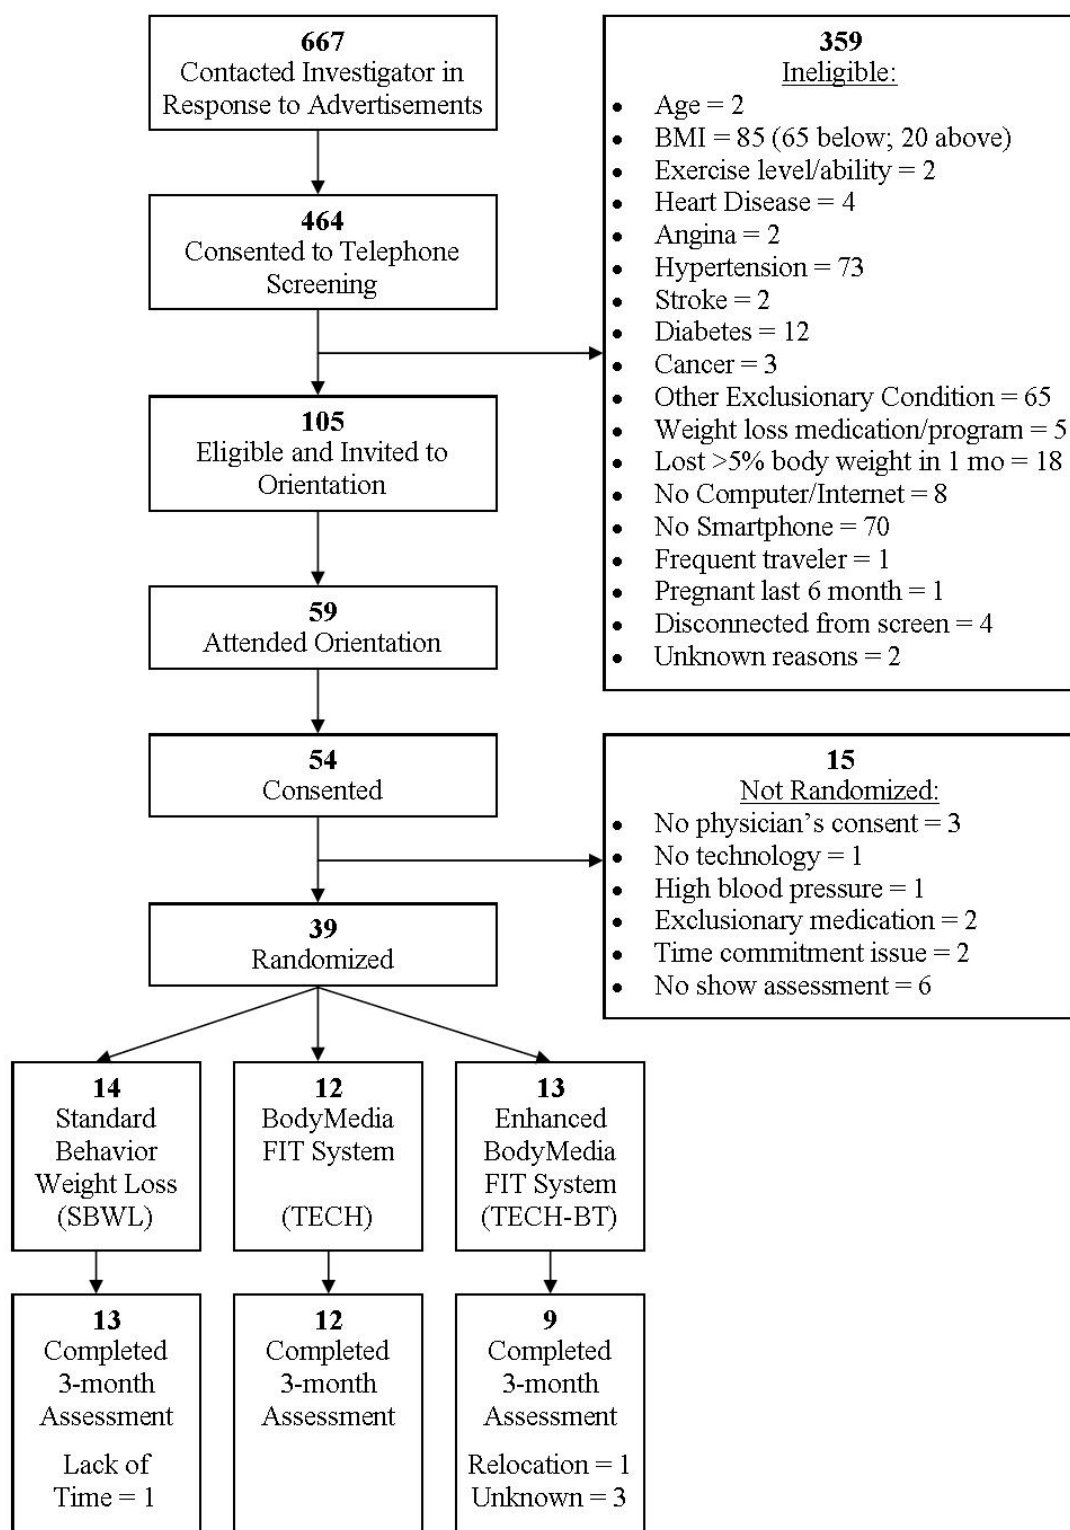 667
Contacted Investigator in
Response to Advertisements
359
Ineligible:
• Age = 2
• BMI = 85 (65 below; 20 above)
• Exercise level/ability = 2
• Heart Disease = 4
• Angina = 2
• Hypertension = 73
• Stroke = 2
• Diabetes = 12
• Cancer = 3
• Other Exclusionary Condition = 65
• Weight loss medication/program = 5
• Lost >5% body weight in 1 mo = 18
• No Computer/Internet = 8
• No Smartphone = 70
• Frequent traveler = 1
• Pregnant last 6 month = 1
• Disconnected from screen = 4
• Unknown reasons = 2
464
Consented to Telephone
Screening
105
Eligible and Invited to
Orientation
59
Attended Orientation
54
Consented
15
Not Randomized:
• No physician’s consent = 3
• No technology = 1
• High blood pressure = 1
• Exclusionary medication = 2
• Time commitment issue = 2
• No show assessment = 6
39
Randomized
14
Standard
Behavior
Weight Loss
(SBWL)
12
BodyMedia
FIT System
(TECH)
13
Enhanced
BodyMedia
FIT System
(TECH-BT)
13
Completed
3-month
Assessment
Lack of
Time = 1
12
Completed
3-month
Assessment
9
Completed
3-month
Assessment
Relocation = 1
Unknown = 3